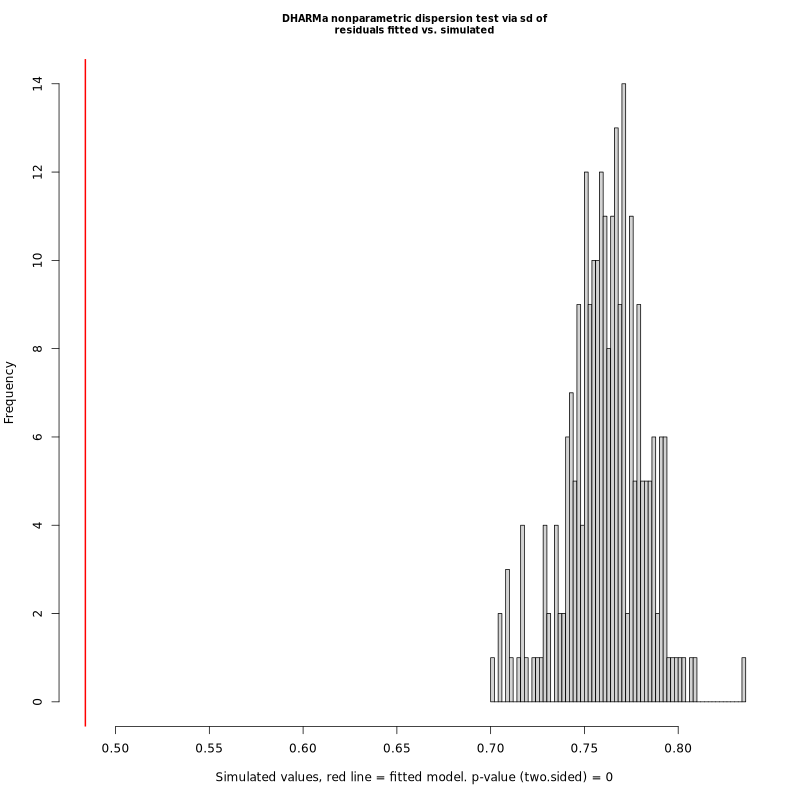 DHARMa nonparametric dispersion test via sd of
residuals fitted vs. simulated
Frequency
14
12
10
8
6
4
2
0
0.50 0.55 0.60 0.65 0.70 0.75 0.80
Simulated values, red line = fitted model. p-value (two.sided) = 0